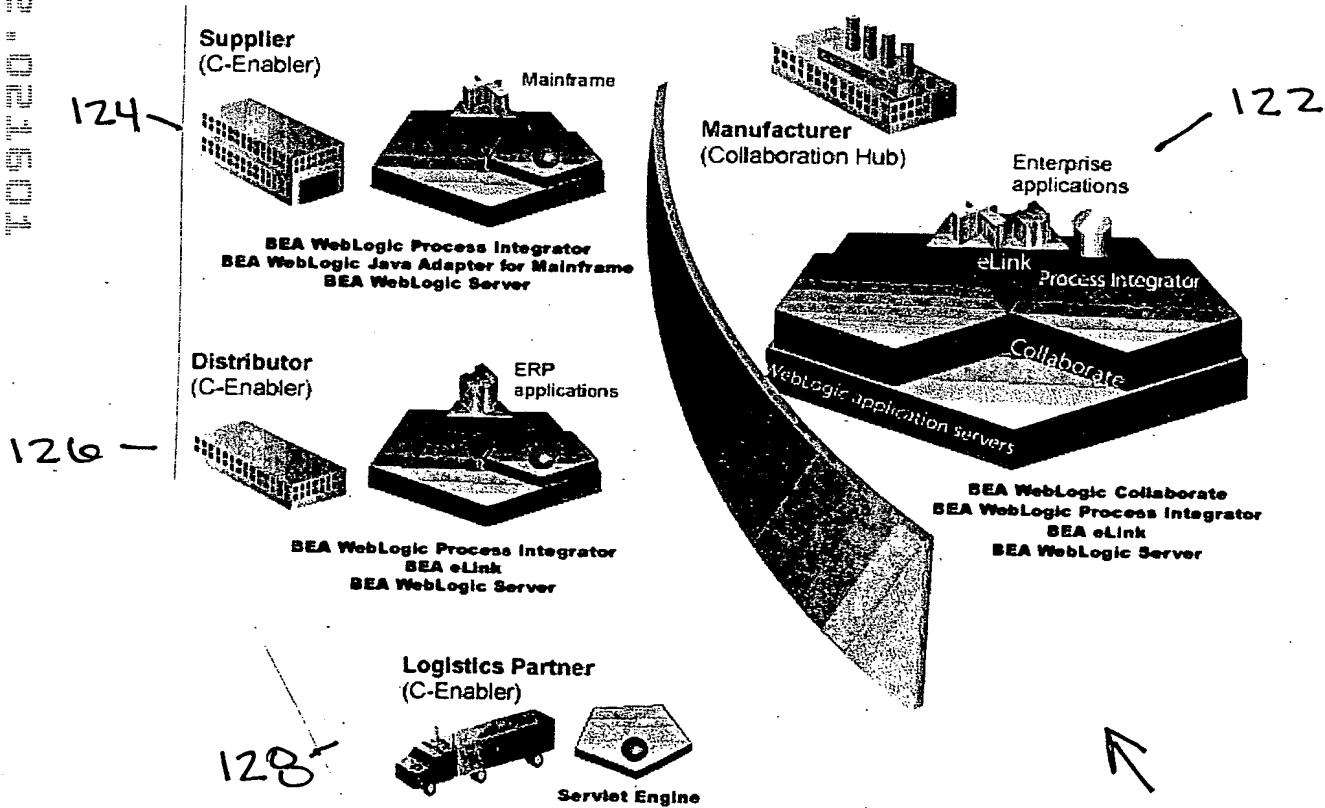 Supplier
(C-Enabler)
Mainframe
124
BEA WebLogic Process Integrator
BEA WebLogic Java Adapter for Mainframe
BEA WebLogic Server
Distributor
(C-Enabler)
ERP
applications
126
BEA WebLogic Process Integrator
BEA eLink
BEA WebLogic Server
Logistics Partner
(C-Enabler)
128
Servlet Engine
Manufacturer
(Collaboration Hub)
122
Enterprise
applications
eLink
Process Integrator
Collaborate
WebLogic application servers
BEA WebLogic Collaborate
BEA WebLogic Process Integrator
BEA eLink
BEA WebLogic Server